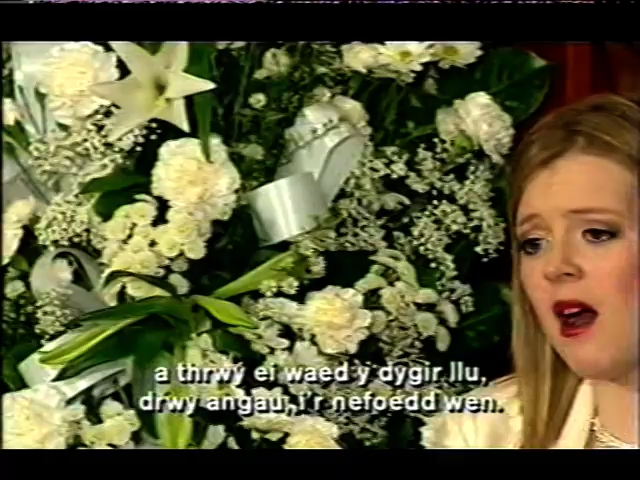 a thrwy ei waed y dygir llu,
drwy angau, i'r nefoedd wen.